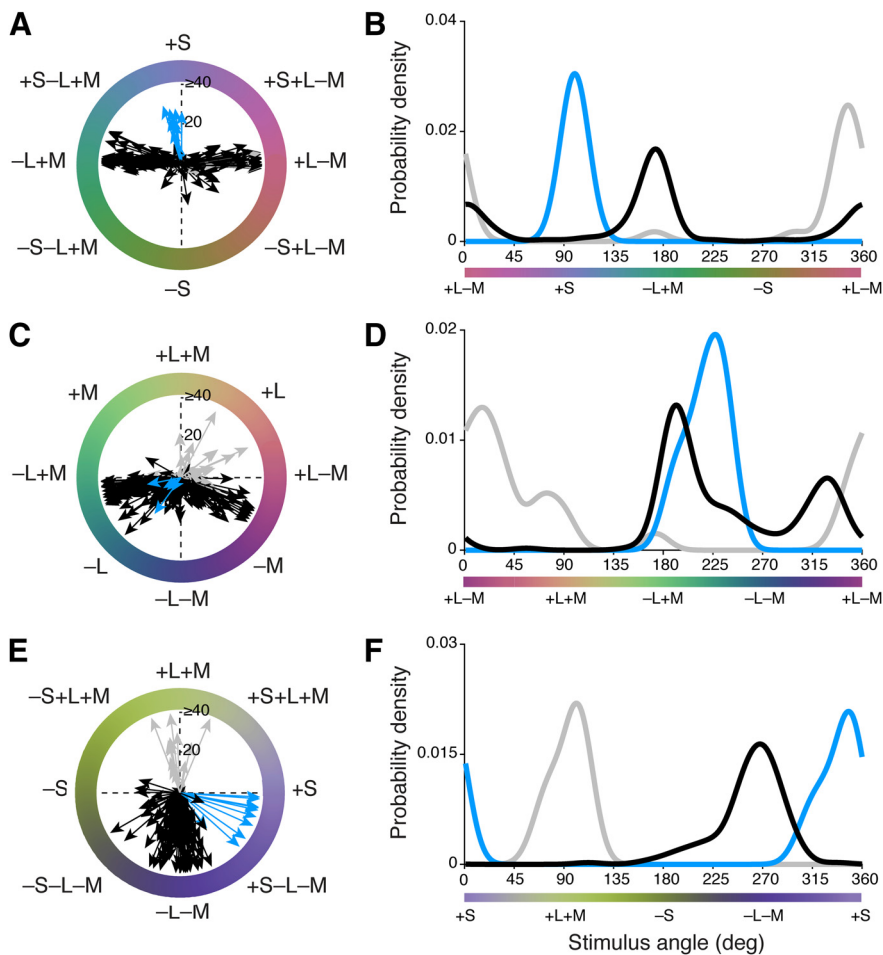 A
+S
+S–L+M
≥40
+S+L–M
20
–L+M
+L–M
–S–L+M
–S+L–M
–S
B
Probability density
0.04
0.02
0
0 45 90 135 180 225 270 315 360
+L–M +S –L+M –S +L–M
C
+L+M
+M
≥40
+L
20
–L+M
+L–M
–L
–M
–L–M
D
Probability density
0.02
0.01
0
0 45 90 135 180 225 270 315 360
+L–M +L+M –L+M –L–M +L–M
E
+L+M
–S+L+M
≥40
+S+L+M
20
–S
+S
–S–L–M
+S–L–M
–L–M
F
Probability density
0.03
0.015
0
0 45 90 135 180 225 270 315 360
+S +L+M –S –L–M +S
Stimulus angle (deg)